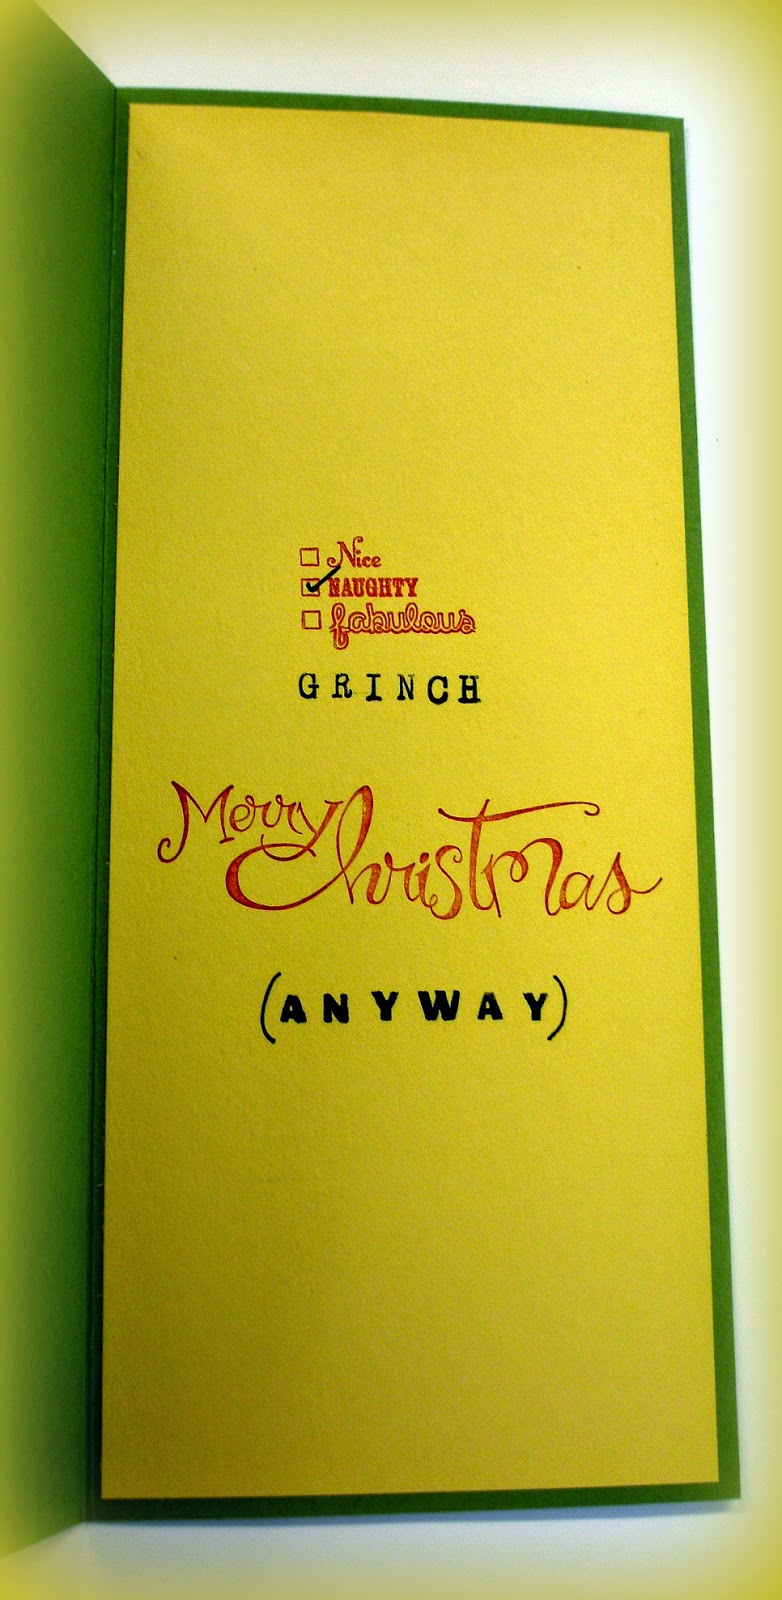 Nice
NAUGHTY
fabulous
GRINCH
Merry
Christmas
(ANYWAY)